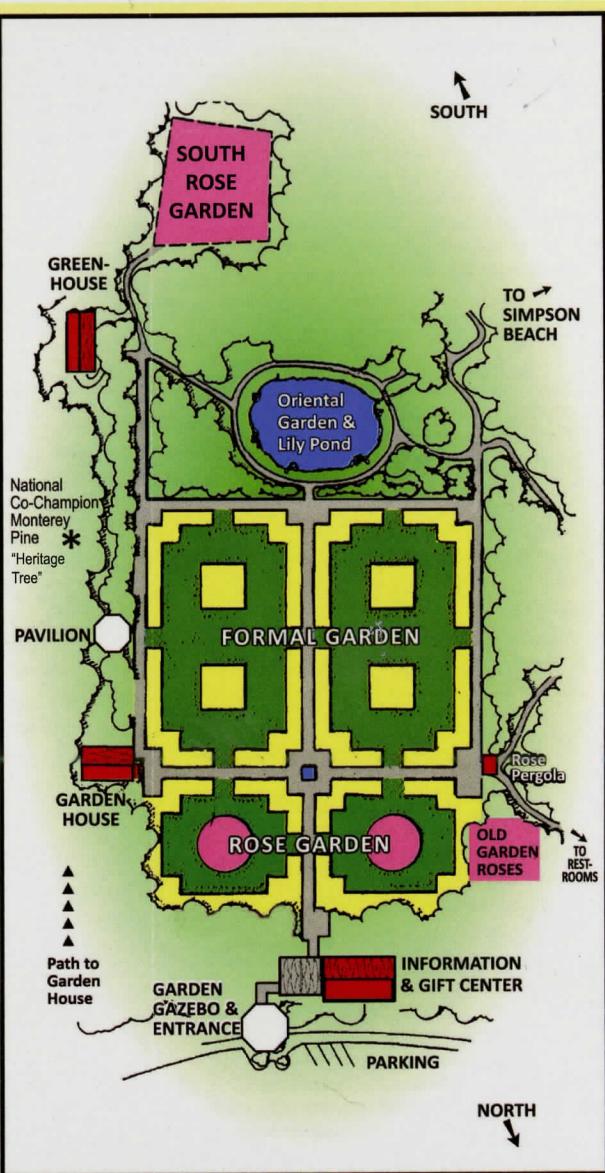 SOUTH
SOUTH
ROSE
GARDEN
GREEN-
HOUSE
TO
SIMPSON
BEACH
Oriental
Garden &
Lily Pond
National
Co-Champion
Monterey
Pine *
"Heritage
Tree"
PAVILION
FORMAL GARDEN
Rose
Pergola
GARDEN
HOUSE
ROSE GARDEN
OLD
GARDEN
ROSES
TO
REST-
ROOMS
Path to
Garden
House
INFORMATION
& GIFT CENTER
GARDEN
GAZEBO &
ENTRANCE
PARKING
NORTH